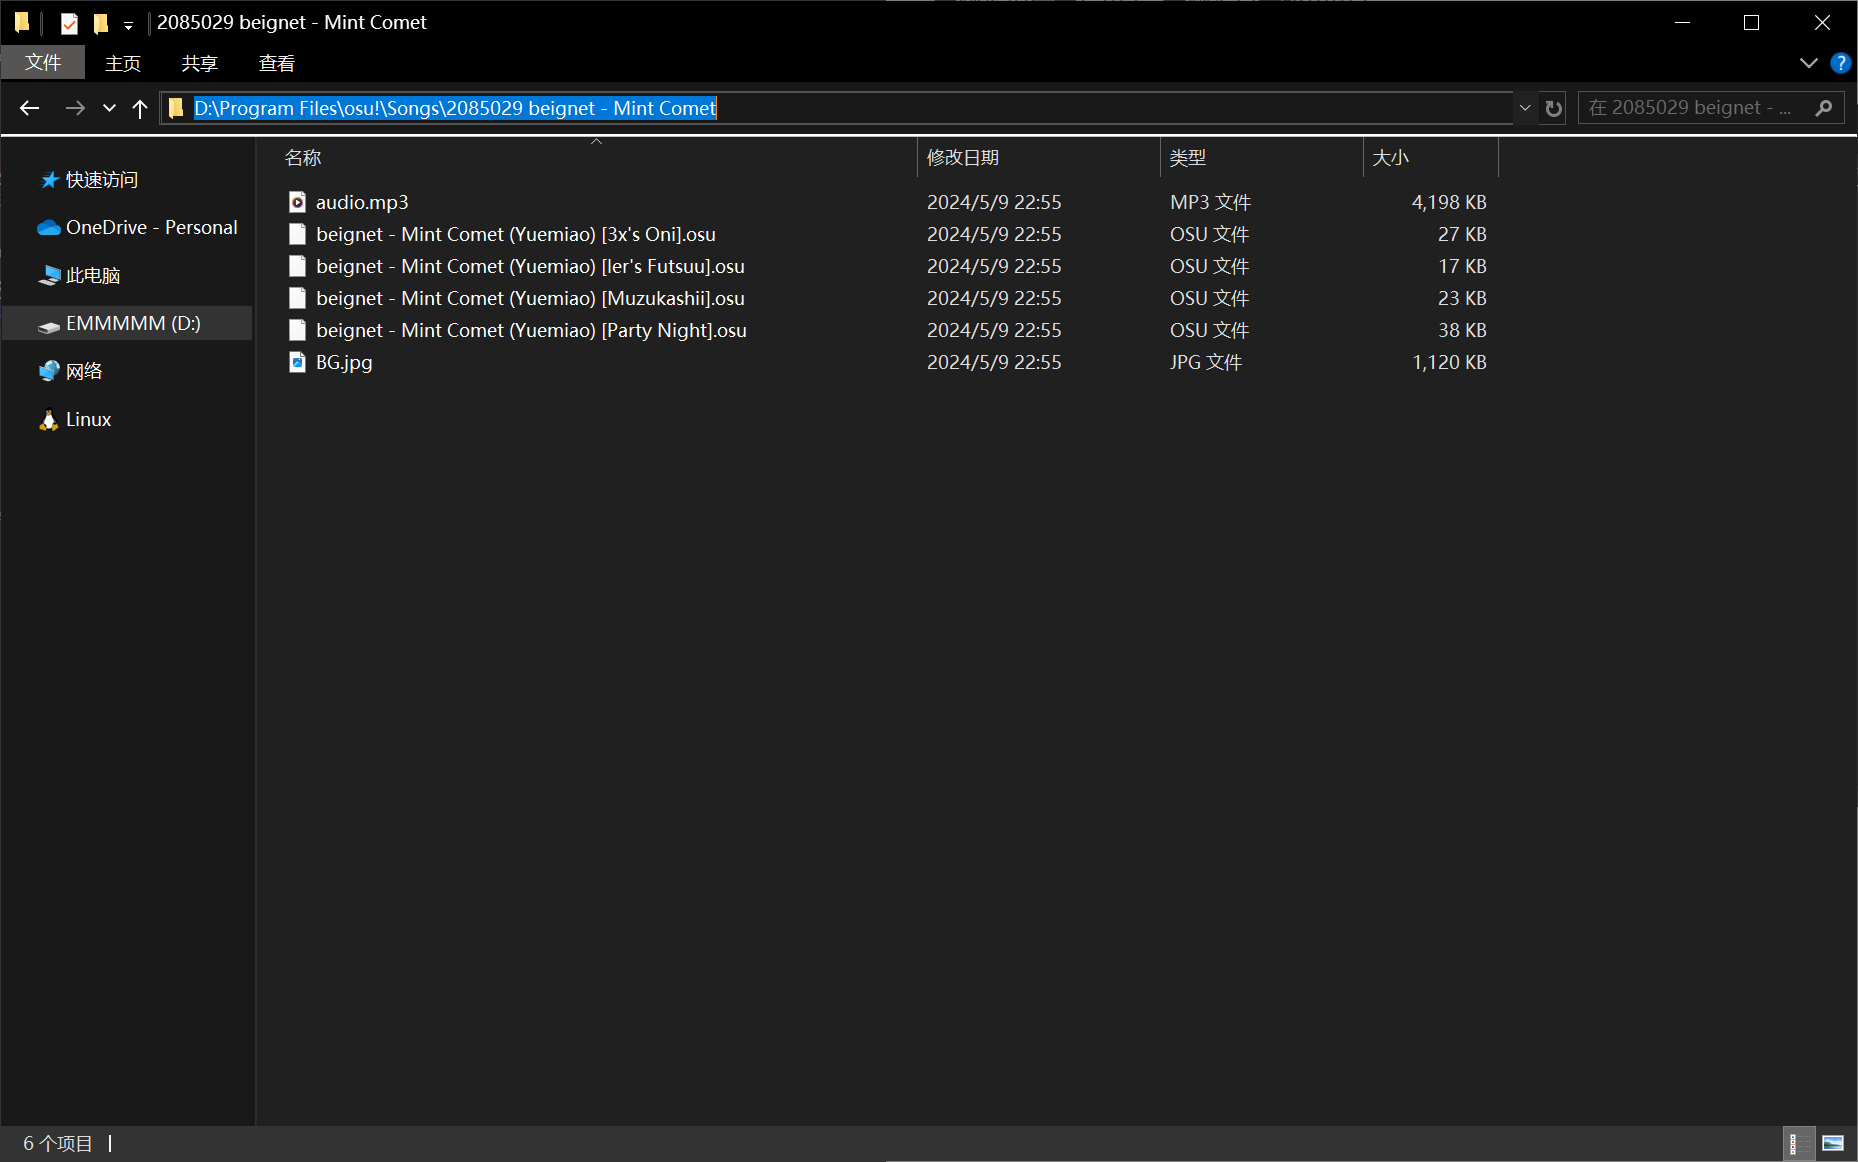 2085029 beignet - Mint Comet
文件 主页 共享 查看
D:\Program Files\osu!\Songs\2085029 beignet - Mint Comet 在 2085029 beignet - ...
快速访问
OneDrive - Personal
此电脑
EMMMMM (D:)
网络
Linux
名称 修改日期 类型 大小
audio.mp3 2024/5/9 22:55 MP3 文件 4,198 KB
beignet - Mint Comet (Yuemiao) [3x's Oni].osu 2024/5/9 22:55 OSU 文件 27 KB
beignet - Mint Comet (Yuemiao) [ler's Futsuu].osu 2024/5/9 22:55 OSU 文件 17 KB
beignet - Mint Comet (Yuemiao) [Muzukashii].osu 2024/5/9 22:55 OSU 文件 23 KB
beignet - Mint Comet (Yuemiao) [Party Night].osu 2024/5/9 22:55 OSU 文件 38 KB
BG.jpg 2024/5/9 22:55 JPG 文件 1,120 KB
6 个项目